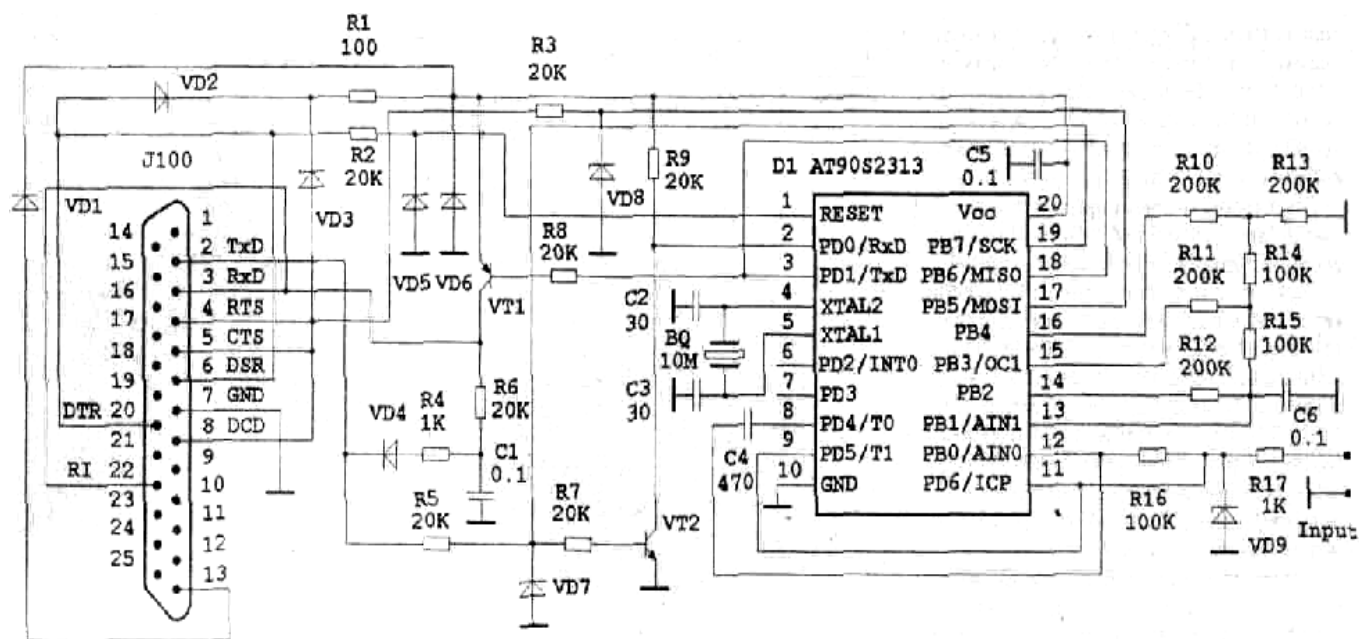 R1
100
R3
20K
VD2
J100
R2
20K
R9
20K
D1 AT90S2313
C5
0.1
R10
200K
R13
200K
VD1
VD3
VD8
R8
20K
VD5 VD6
VT1
1
2 TxD
3 RxD
4 RTS
5 CTS
6 DSR
7 GND
8 DCD
9
10
11
12
13
14
15
16
17
18
19
DTR 20
21
RI 22
23
24
25
1 RESET
2 PD0/RxD
3 PD1/TxD
4 XTAL2
5 XTAL1
6 PD2/INT0
7 PD3
8 PD4/T0
9 PD5/T1
10 GND
Vcc 20
PB7/SCK 19
PB6/MISO 18
PB5/MOSI 17
PB4 16
PB3/OC1 15
PB2 14
PB1/AIN1 13
PB0/AIN0 12
PD6/ICP 11
R11
200K
R14
100K
R12
200K
R15
100K
C2
30
BQ
10M
C3
30
C4
470
VD4
R4
1K
R6
20K
C1
0.1
R5
20K
R7
20K
VT2
VD7
C6
0.1
R16
100K
R17
1K
VD9
Input